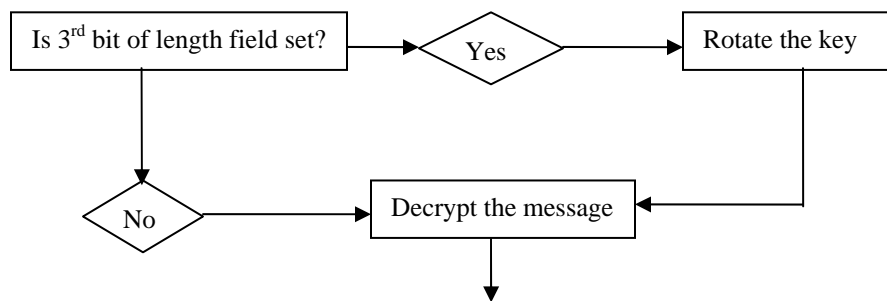 Is 3rd bit of length field set?
Yes
Rotate the key
No
Decrypt the message